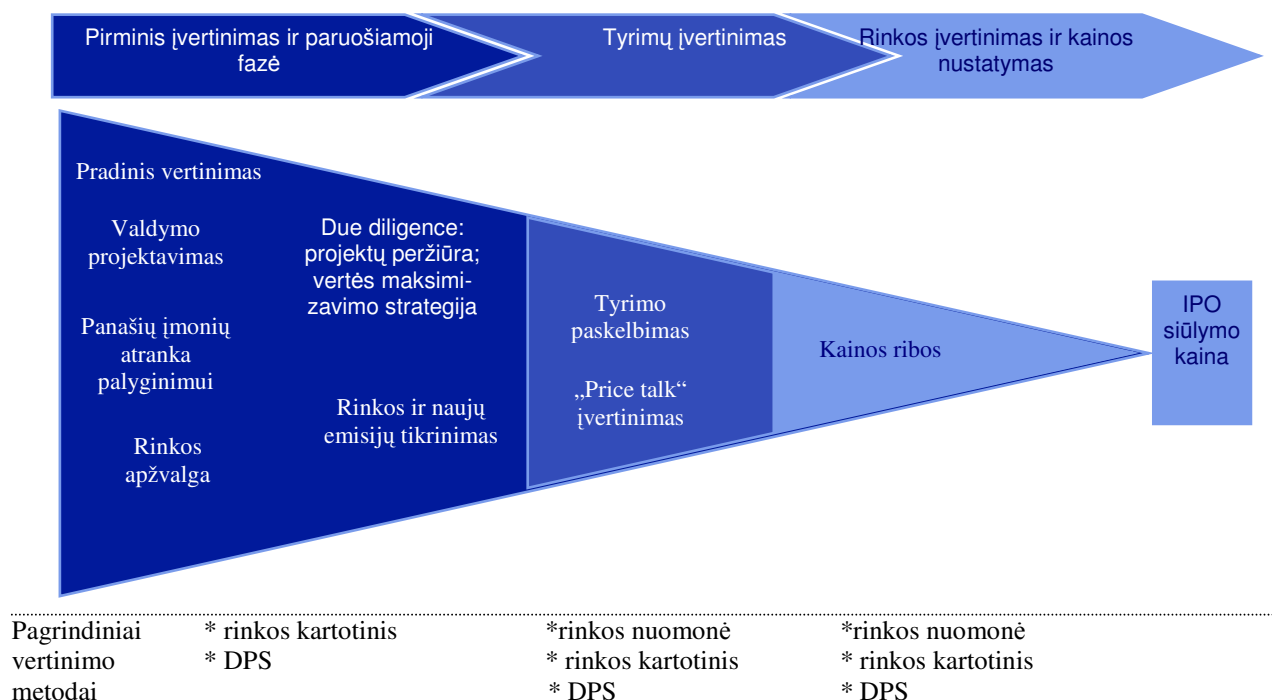 Pirminis įvertinimas ir paruošiamoji
fazė
Tyrimų įvertinimas
Rinkos įvertinimas ir kainos
nustatymas
Pradinis vertinimas
Valdymo
projektavimas
Panašių įmonių
atranka
palyginimui
Rinkos
apžvalga
Due diligence:
projektų peržiūra;
vertės maksimi-
zavimo strategija
Rinkos ir naujų
emisijų tikrinimas
Tyrimo
paskelbimas
„Price talk“
įvertinimas
Kainos ribos
IPO
siūlymo
kaina
Pagrindiniai
vertinimo
metodai
* rinkos kartotinis
* DPS
*rinkos nuomonė
* rinkos kartotinis
* DPS
*rinkos nuomonė
* rinkos kartotinis
* DPS